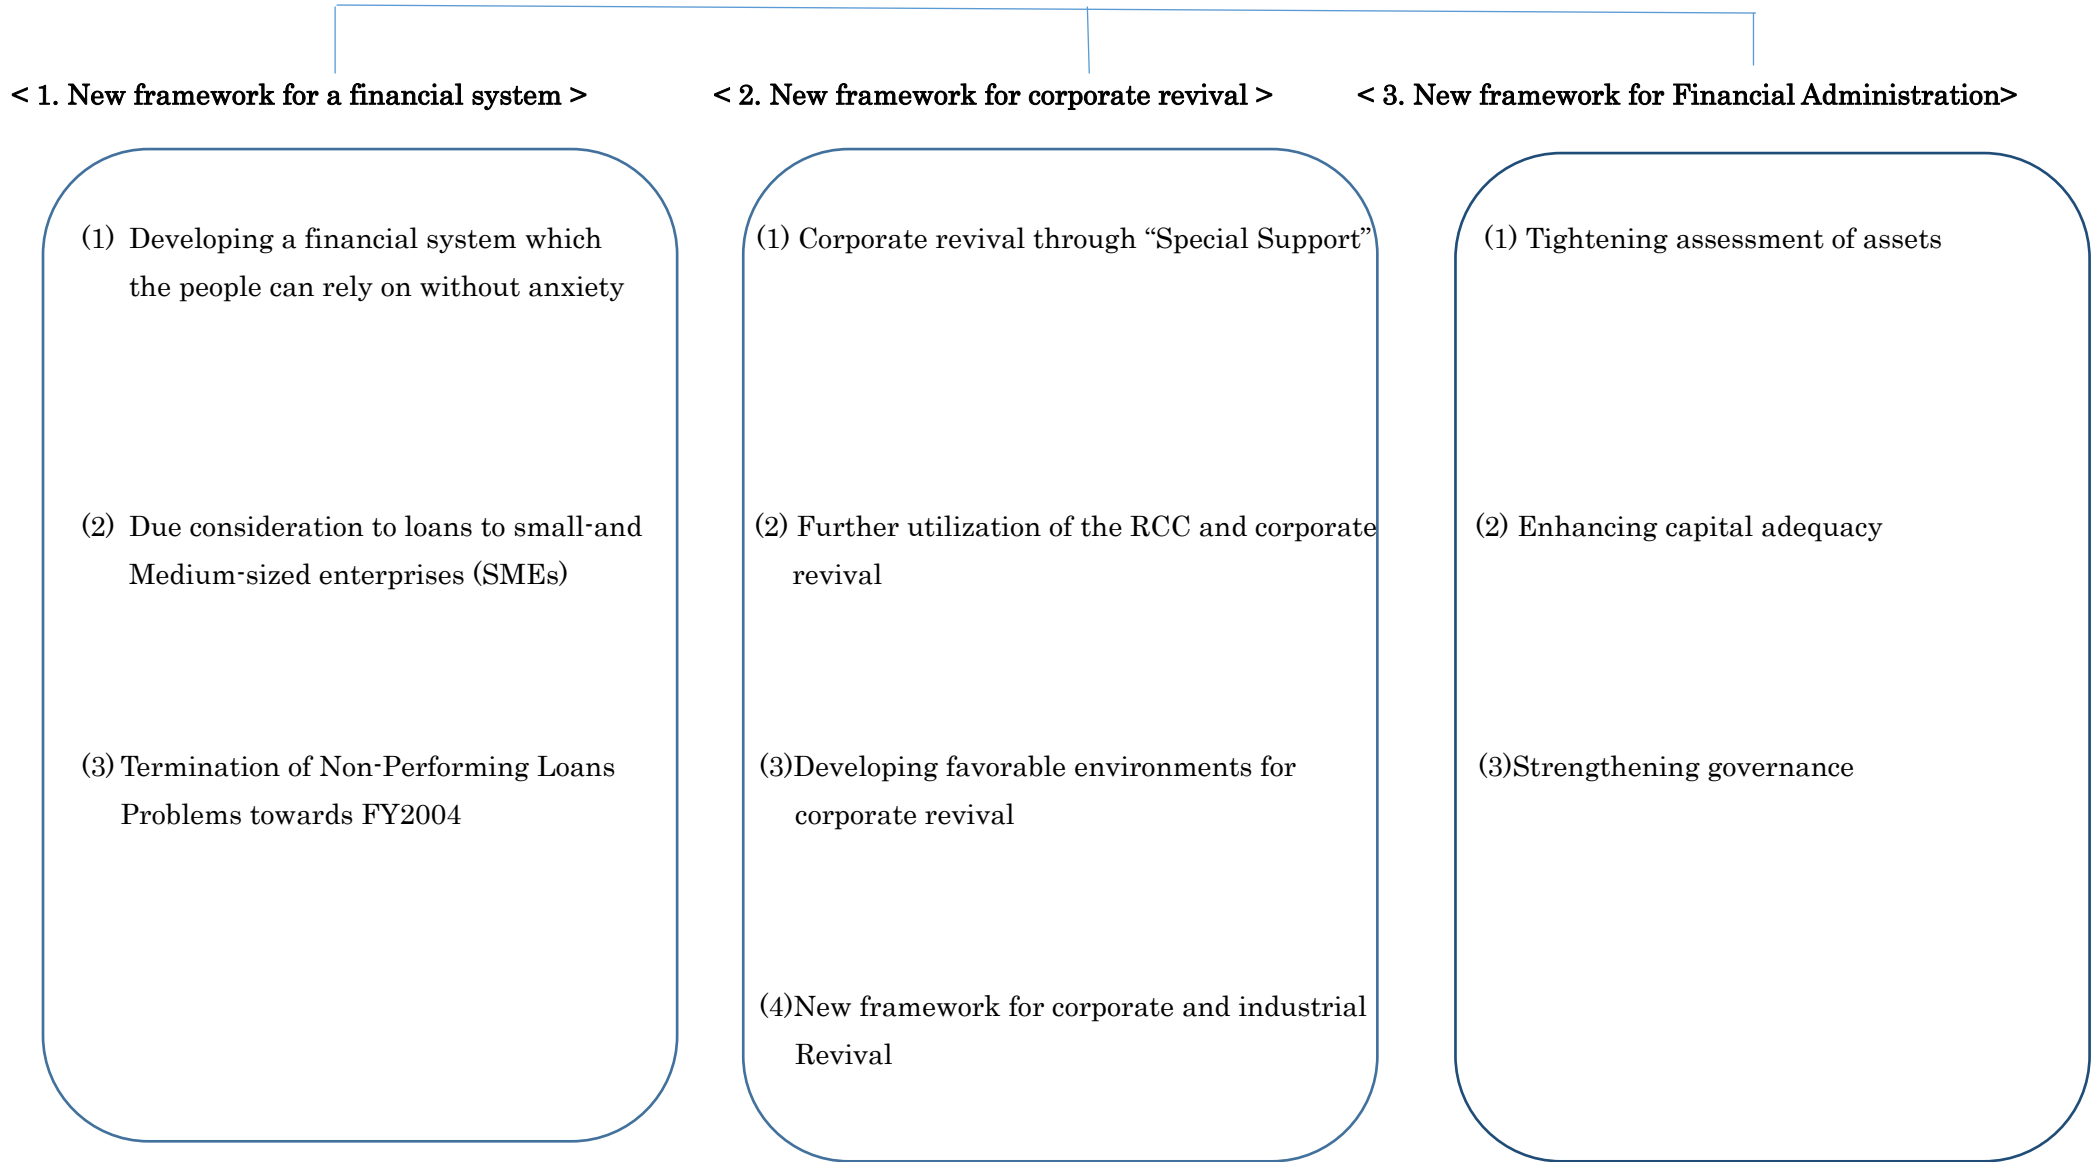 < 1. New framework for a financial system >
(1) Developing a financial system which
the people can rely on without anxiety
(2) Due consideration to loans to small-and
Medium-sized enterprises (SMEs)
(3) Termination of Non-Performing Loans
Problems towards FY2004
< 2. New framework for corporate revival >
(1) Corporate revival through “Special Support”
(2) Further utilization of the RCC and corporate
revival
(3)Developing favorable environments for
corporate revival
(4)New framework for corporate and industrial
Revival
< 3. New framework for Financial Administration>
(1) Tightening assessment of assets
(2) Enhancing capital adequacy
(3)Strengthening governance